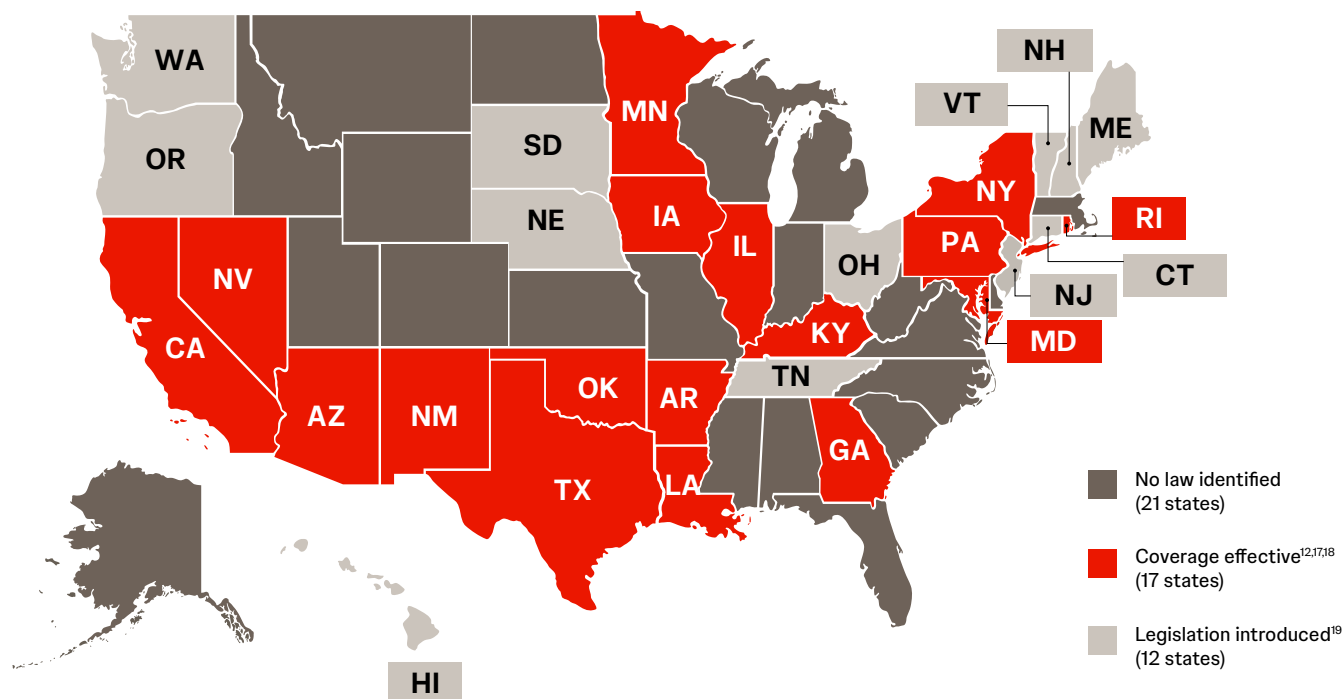 NH
WA
VT
MN
ME
OR
SD
NY
RI
IA
NE
PA
IL
OH
NV
CT
NJ
KY
MD
CA
TN
OK
AR
AZ
NM
GA
TX
LA
No law identified
(21 states)
Coverage effective12,17,18
(17 states)
Legislation introduced19
(12 states)
HI